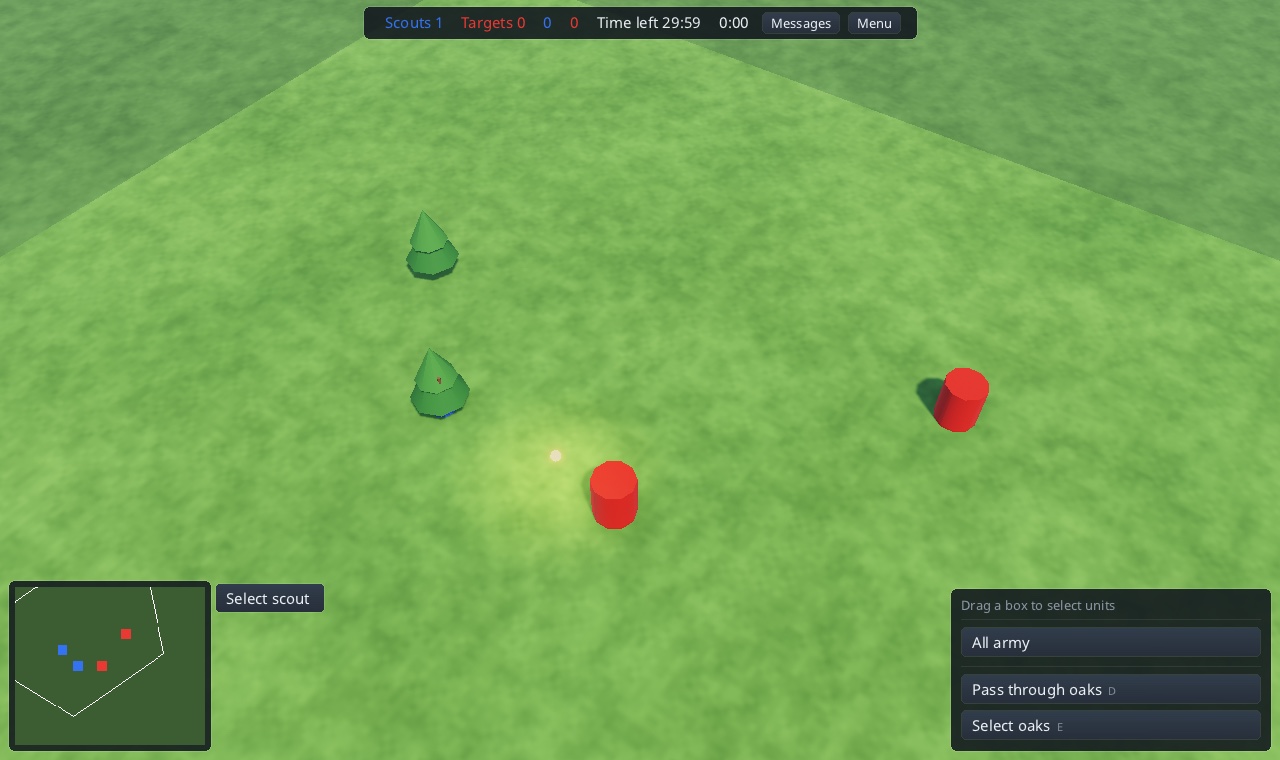 Scouts 1 Targets 0 0 0 Time left 29:59 0:00 Messages Menu
Select scout
Drag a box to select units
All army
Pass through oaks D
Select oaks E